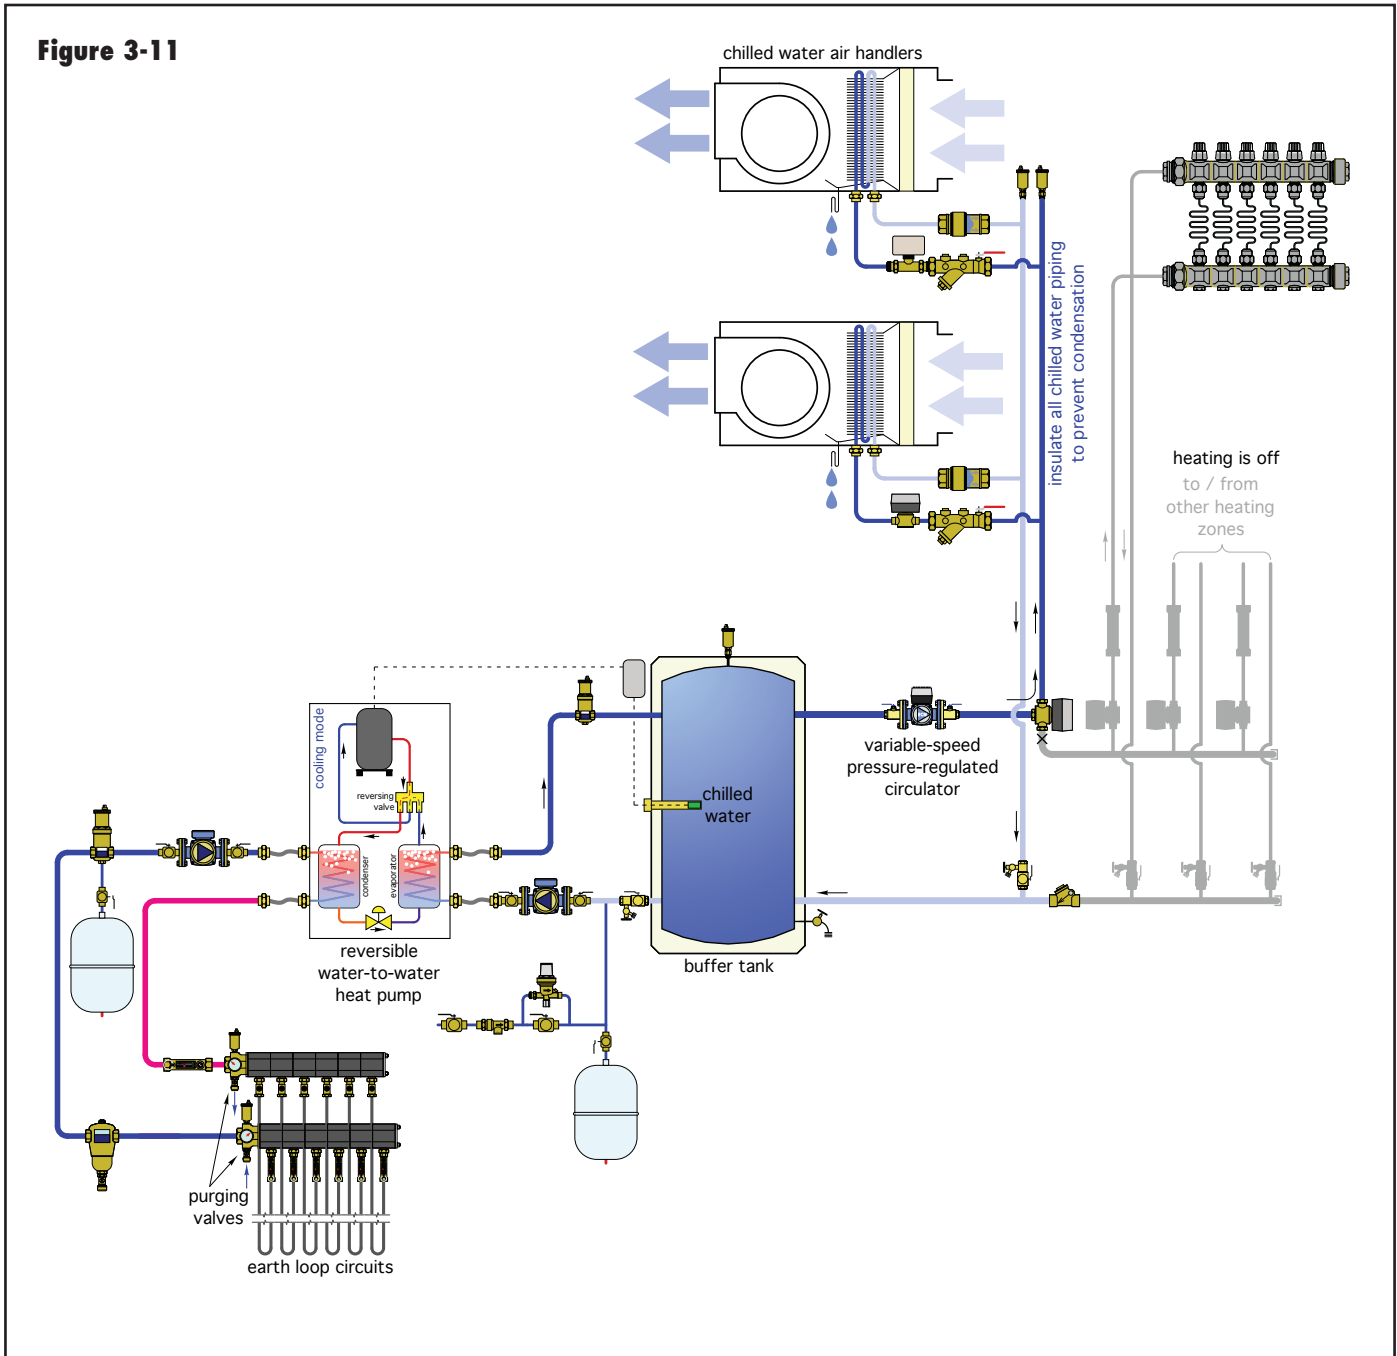 Figure 3-11
chilled water air handlers
insulate all chilled water piping
to prevent condensation
heating is off
to / from
other heating
zones
cooling mode
reversing
valve
condenser
evaporator
reversible
water-to-water
heat pump
chilled
water
buffer tank
variable-speed
pressure-regulated
circulator
purging
valves
earth loop circuits